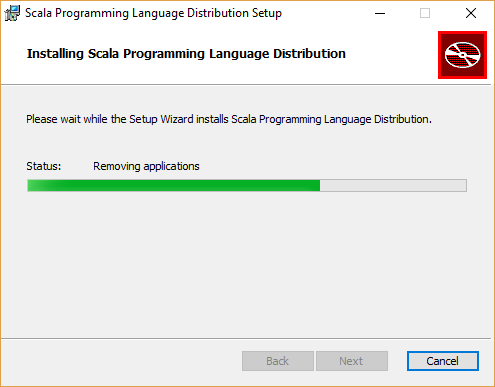 Scala Programming Language Distribution Setup
Installing Scala Programming Language Distribution
Please wait while the Setup Wizard installs Scala Programming Language Distribution.
Status: Removing applications
Back Next Cancel